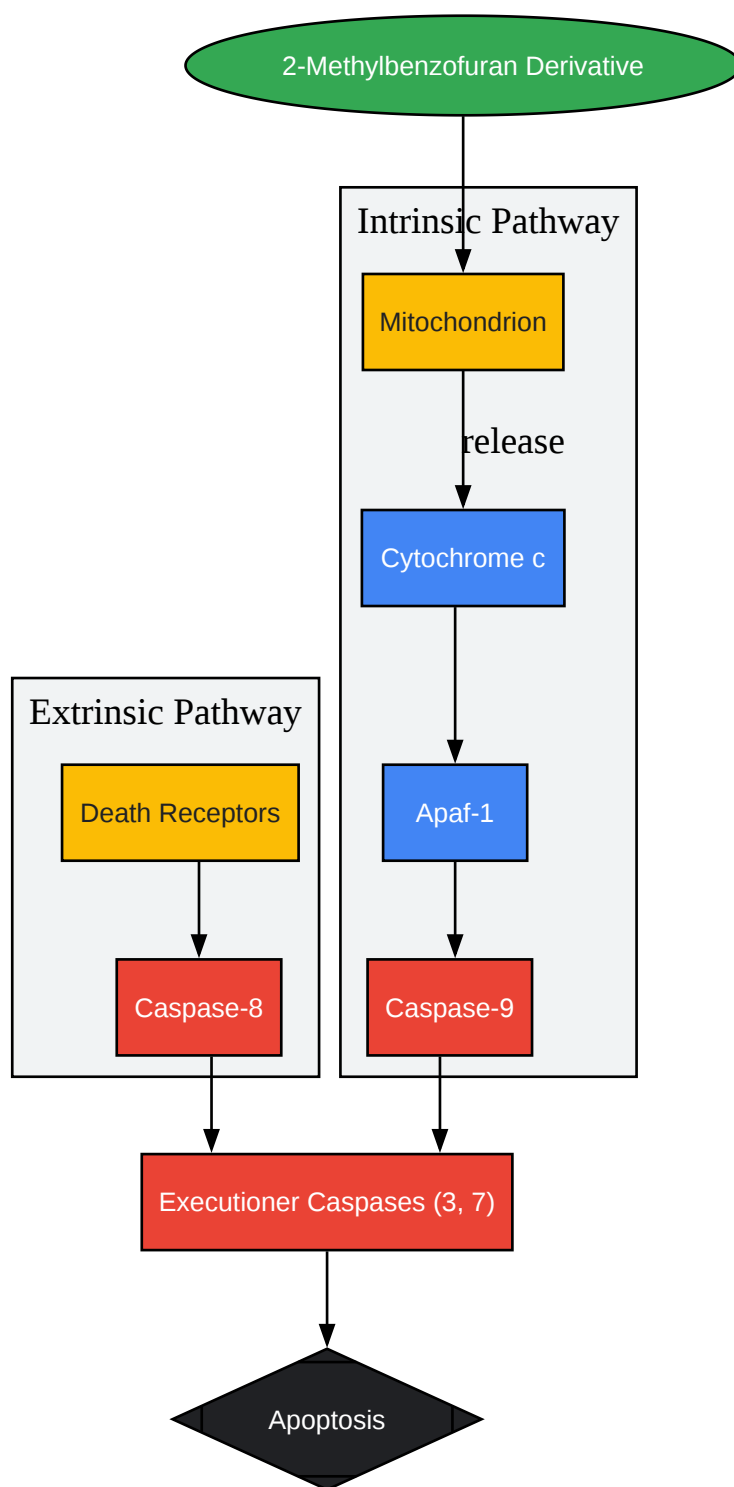 2-Methylbenzofuran Derivative
Intrinsic Pathway
Mitochondrion
release
Cytochrome c
Extrinsic Pathway
Death Receptors
Apaf-1
Caspase-8
Caspase-9
Executioner Caspases (3, 7)
Apoptosis